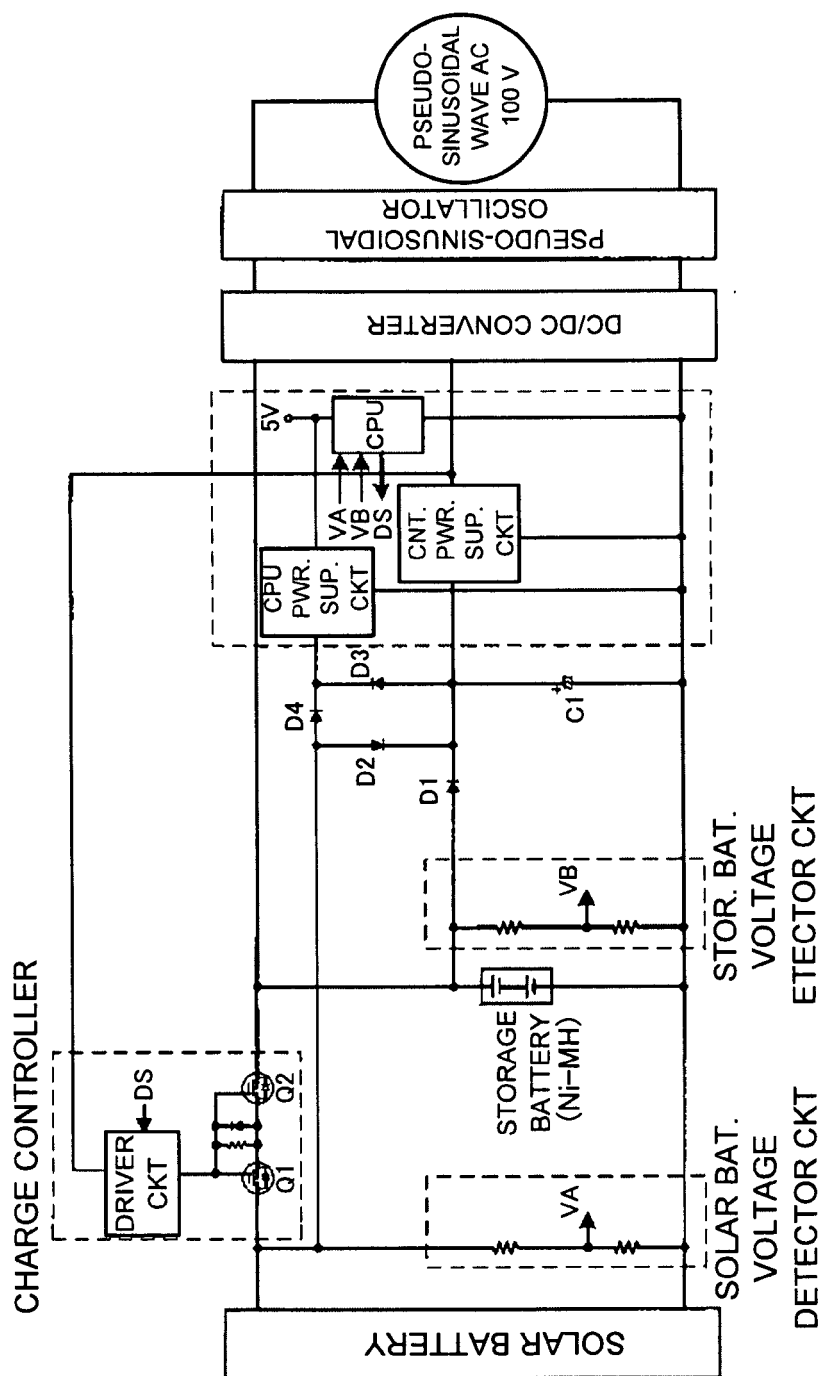 CHARGE CONTROLLER
DRIVER
CKT
DS
Q1
Q2
SOLAR BATTERY
VA
SOLAR BAT.
VOLTAGE
DETECTOR CKT
STORAGE
BATTERY
(Ni-MH)
VB
STOR. BAT.
VOLTAGE
ETECTOR CKT
D1
D2
D4
D3
C1
+
CPU
PWR.
SUP.
CKT
CNT.
PWR.
SUP.
CKT
VA
VB
DS
5V
CPU
DC/DC CONVERTER
PSEUDO-SINUSOIDAL
OSCILLATOR
PSEUDO-
SINUSOIDAL
WAVE AC
100 V